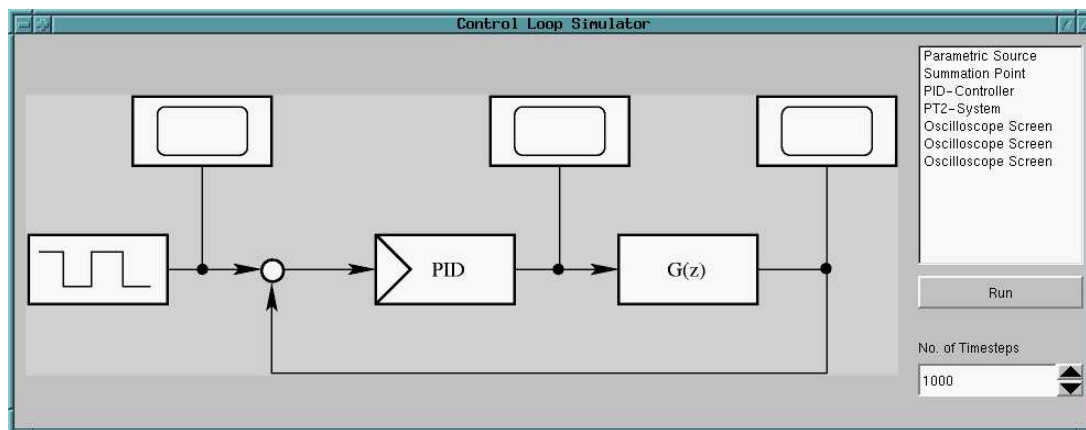 Control Loop Simulator
Parametric Source
Summation Point
PID-Controller
PT2-System
Oscilloscope Screen
Oscilloscope Screen
Oscilloscope Screen
PID
G(z)
Run
No. of Timesteps
1000